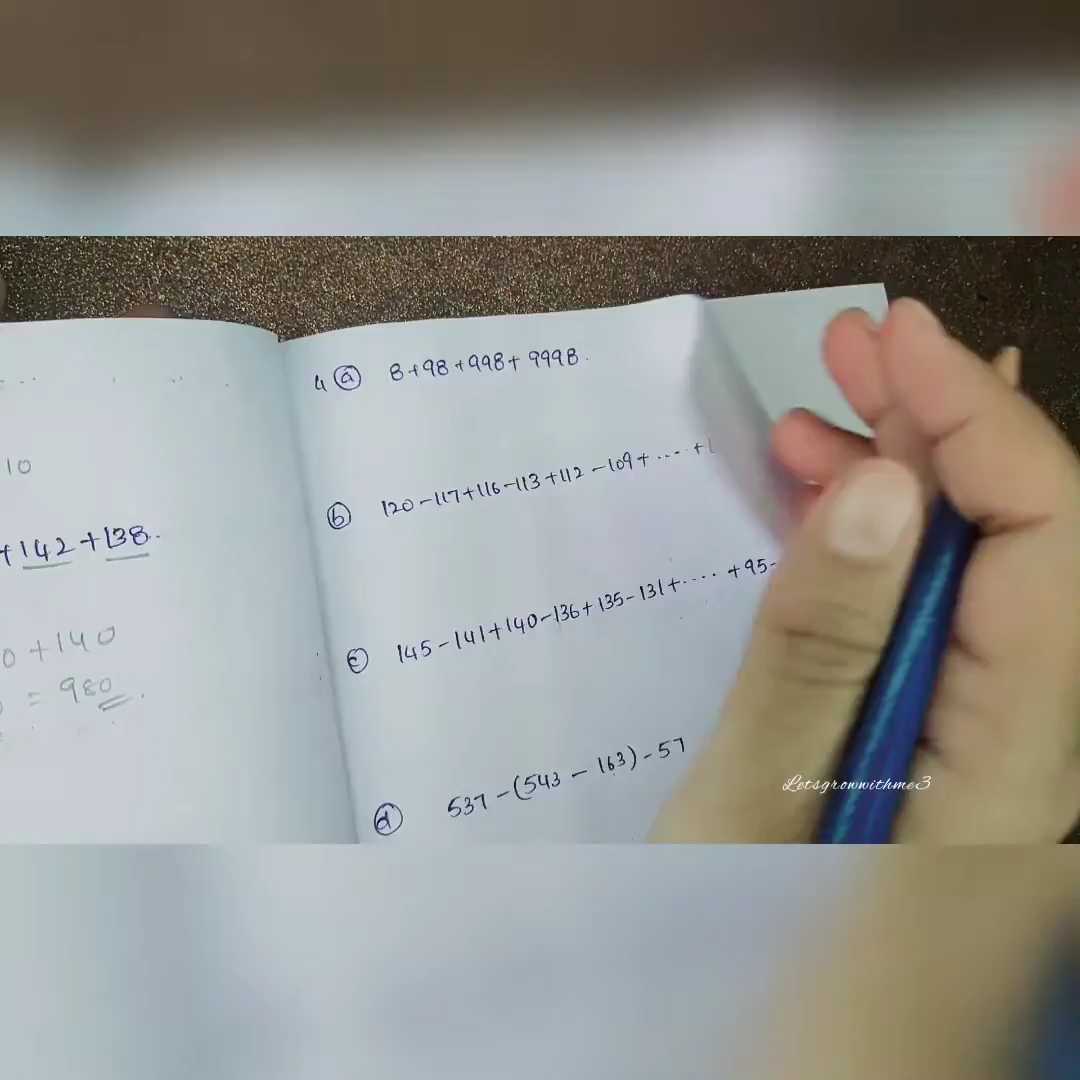 10
+142 +138.
0 +140
= 980.
4 (a) 8+98+998+9998.
(b) 120-117+116-113+112-109+....+
(c) 145-141+140-136+135-131+.... +95-
(d) 537-(543-163)-57
Letsgrowwithme3